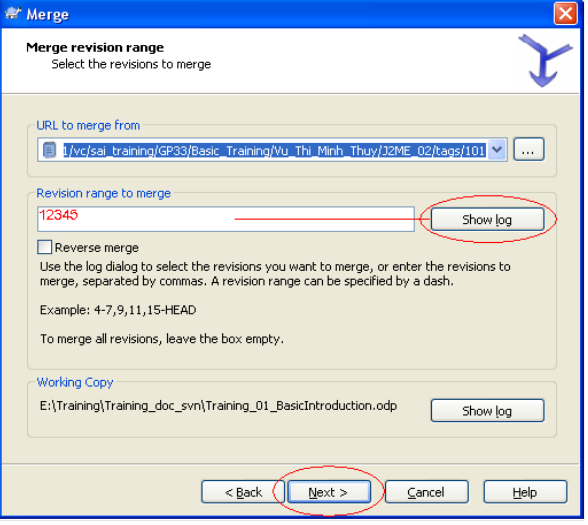 Merge
Merge revision range
Select the revisions to merge
URL to merge from
1/vc/sai_training/GP33/Basic_Training/Vu_Thi_Minh_Thuy/J2ME_02/tags/101
...
Revision range to merge
12345
Show log
Reverse merge
Use the log dialog to select the revisions you want to merge, or enter the revisions to
merge, separated by commas. A revision range can be specified by a dash.
Example: 4-7,9,11,15-HEAD
To merge all revisions, leave the box empty.
Working Copy
E:\Training\Training_doc_svn\Training_01_BasicIntroduction.odp
Show log
< Back
Next >
Cancel
Help